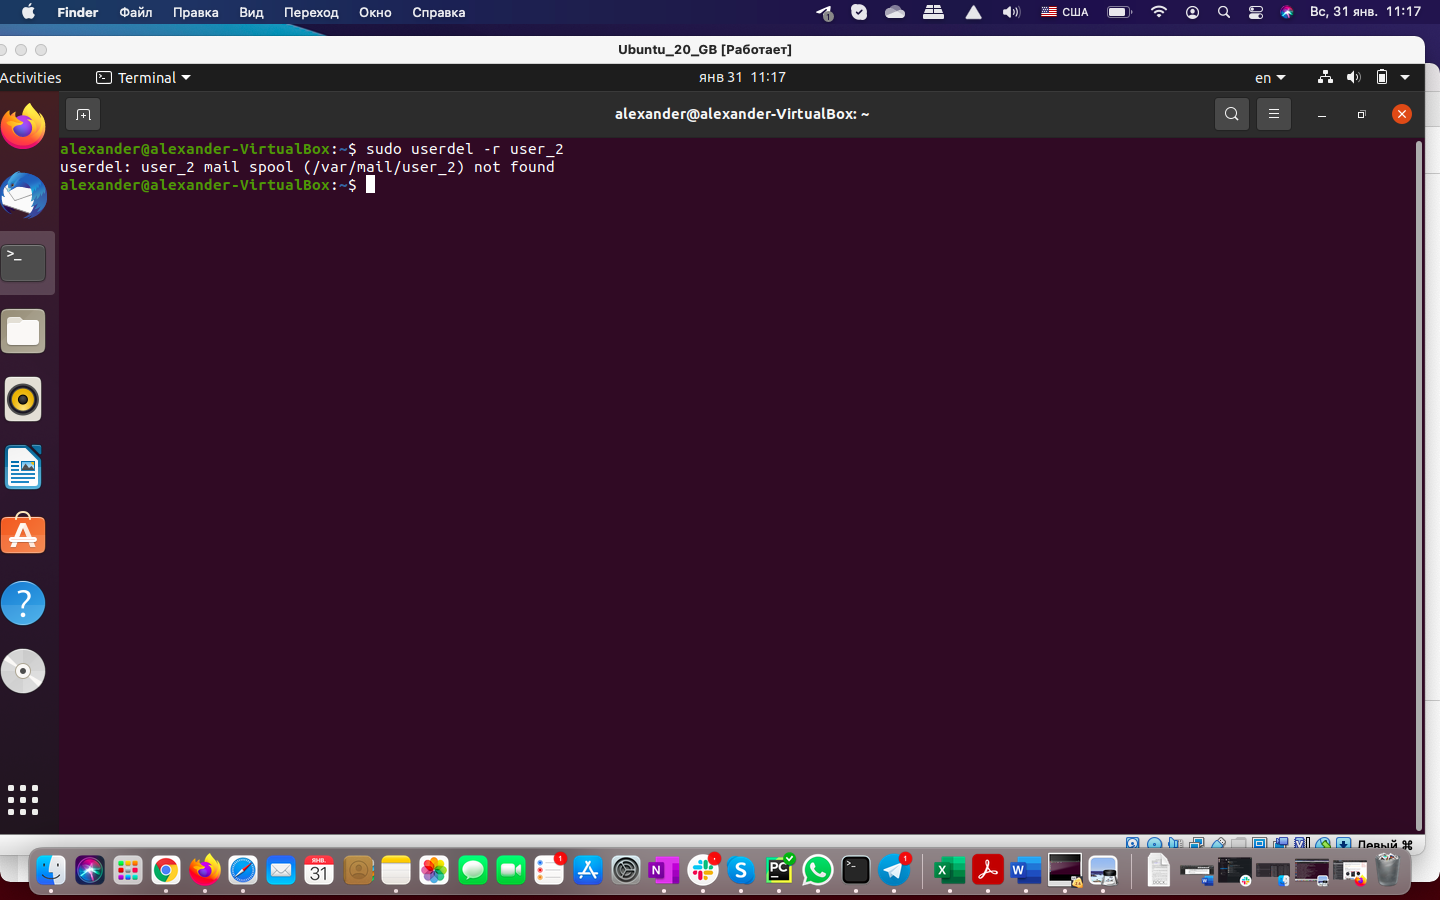 Finder Файл Правка Вид Переход Окно Справка США Вс, 31 янв. 11:17
Ubuntu_20_GB [Работает]
Activities Terminal янв 31 11:17 en
alexander@alexander-VirtualBox: ~
alexander@alexander-VirtualBox:~$ sudo userdel -r user_2
userdel: user_2 mail spool (/var/mail/user_2) not found
alexander@alexander-VirtualBox:~$
Левый ⌘
ЯНВ.
31